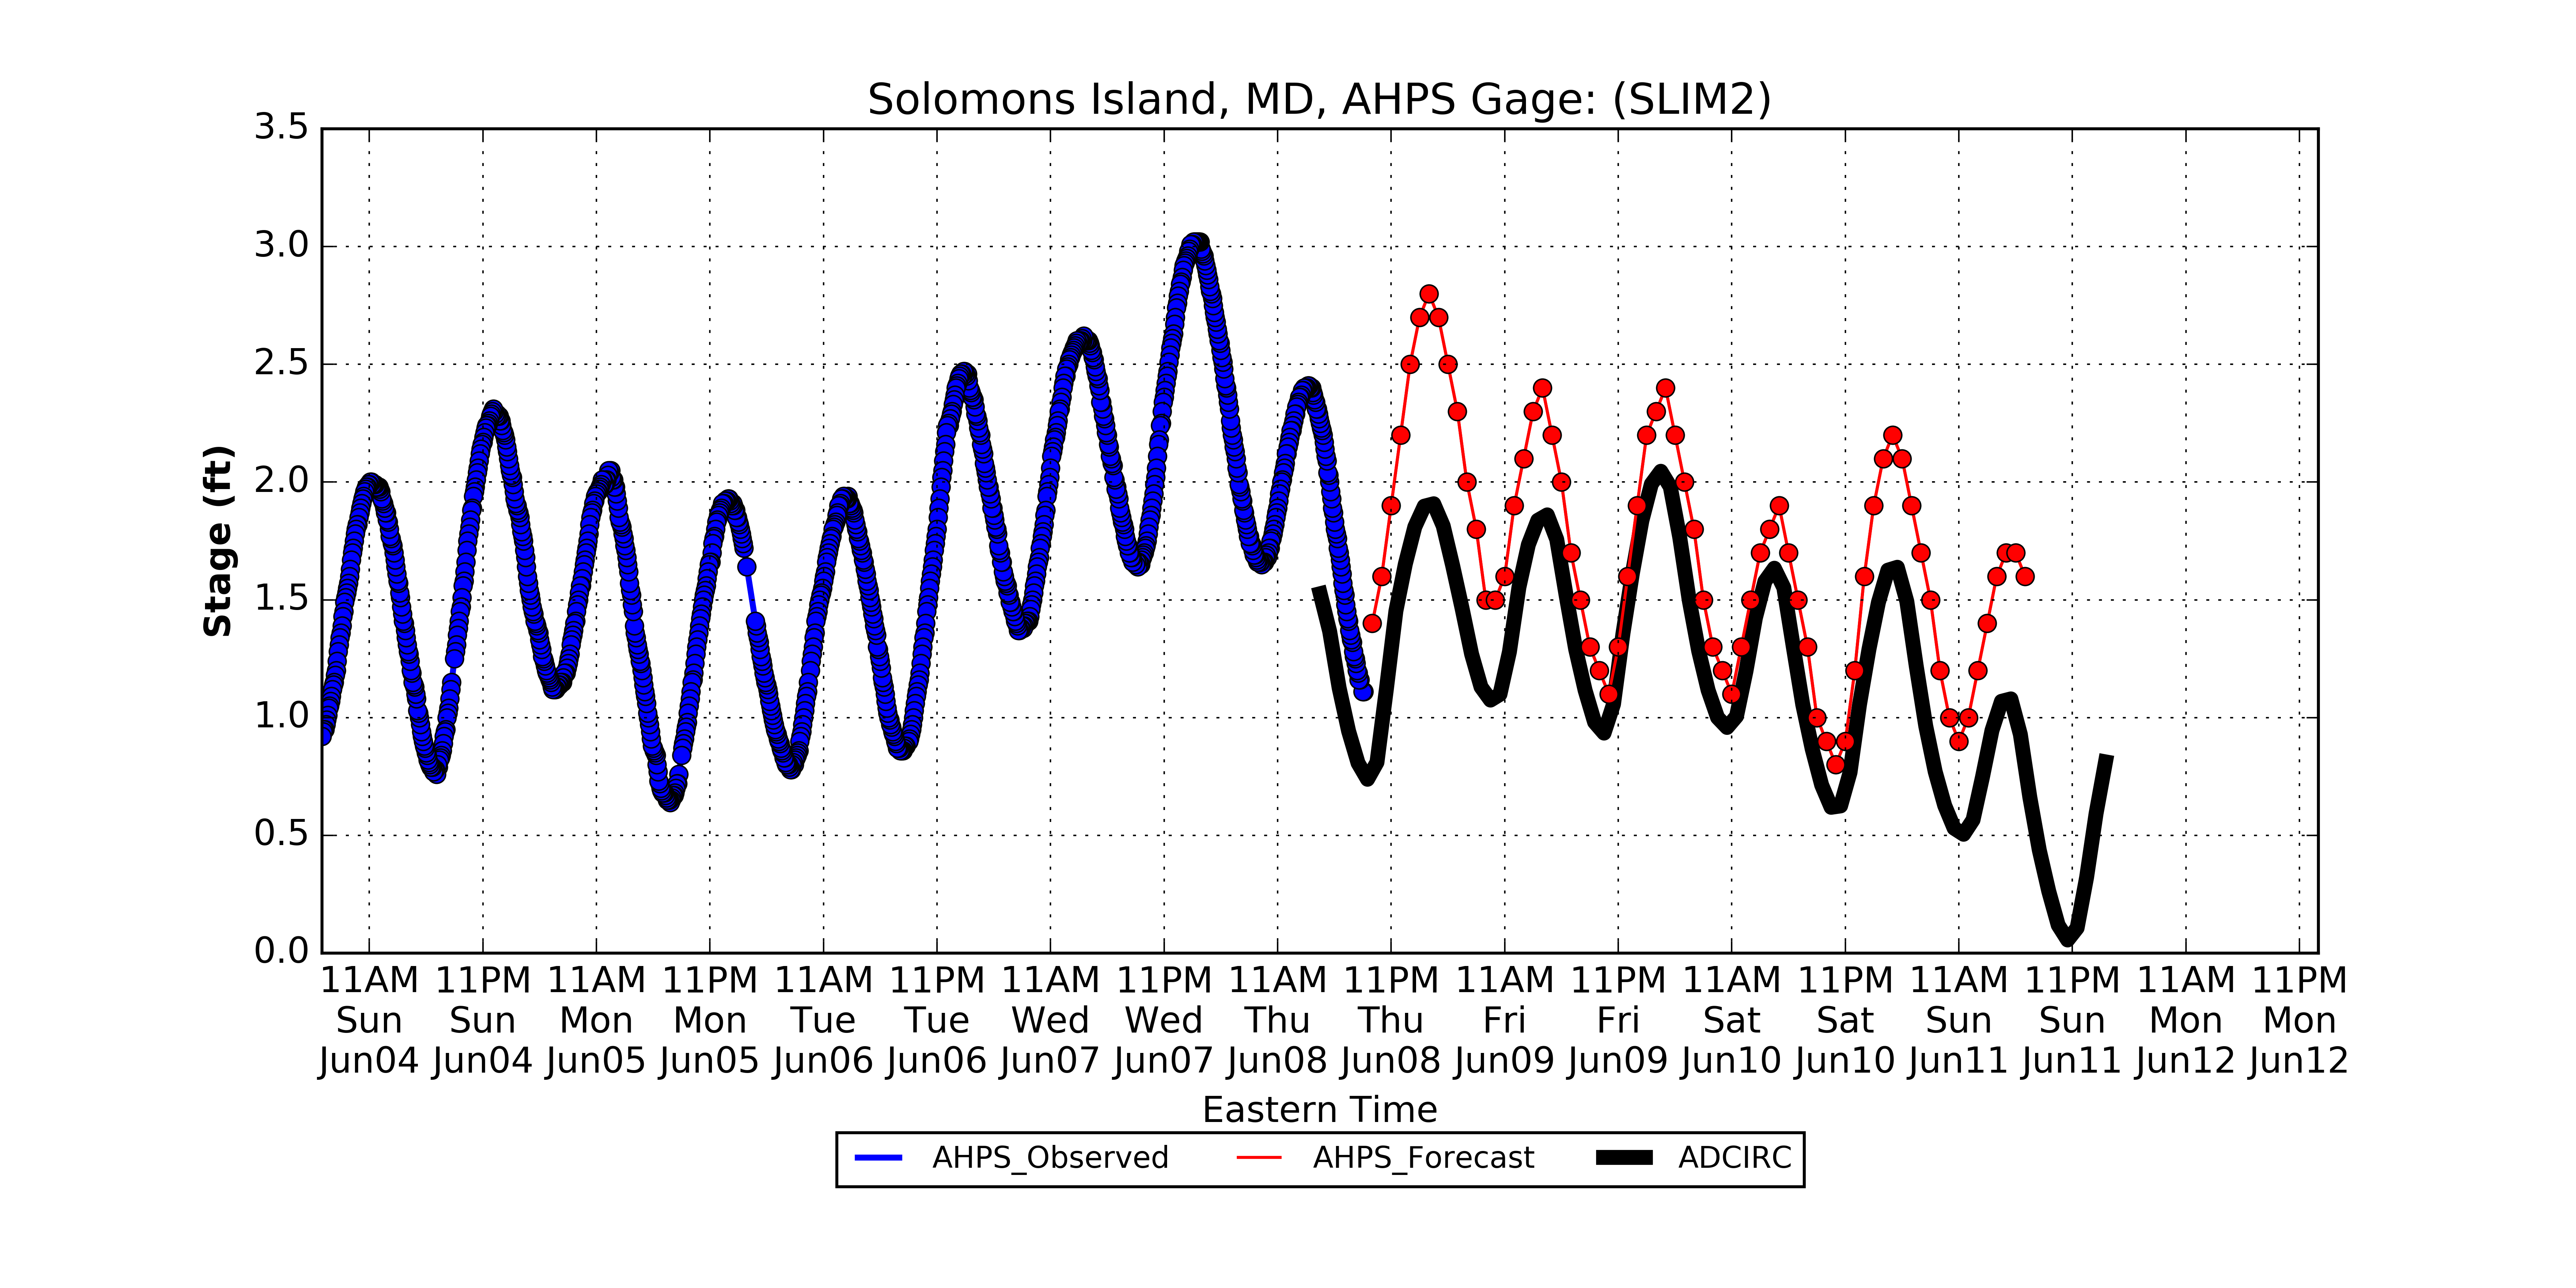 Solomons Island, MD, AHPS Gage: (SLIM2)
3.5
3.0
2.5
2.0
1.5
1.0
0.5
0.0
Stage (ft)
11AM 11PM 11AM 11PM 11AM 11PM 11AM 11PM 11AM 11PM 11AM 11PM 11AM 11PM 11AM 11PM 11AM 11PM
Sun Sun Mon Mon Tue Tue Wed Wed Thu Thu Fri Fri Sat Sat Sun Sun Mon Mon
Jun04 Jun04 Jun05 Jun05 Jun06 Jun06 Jun07 Jun07 Jun08 Jun08 Jun09 Jun09 Jun10 Jun10 Jun11 Jun11 Jun12 Jun12
Eastern Time
AHPS_Observed AHPS_Forecast ADCIRC